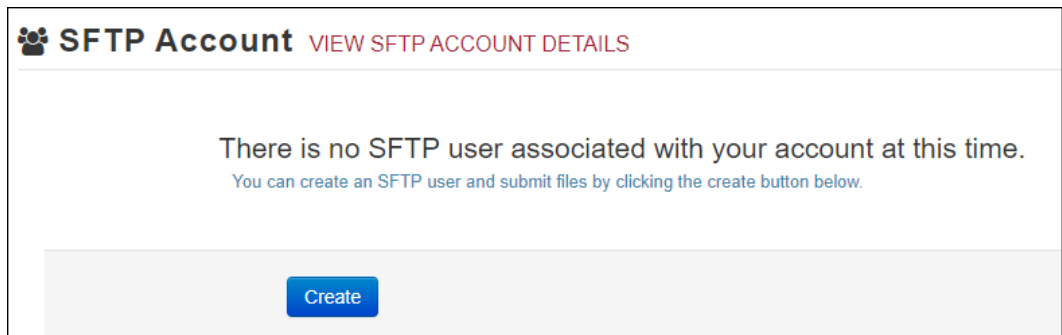 SFTP Account VIEW SFTP ACCOUNT DETAILS
There is no SFTP user associated with your account at this time.
You can create an SFTP user and submit files by clicking the create button below.
Create